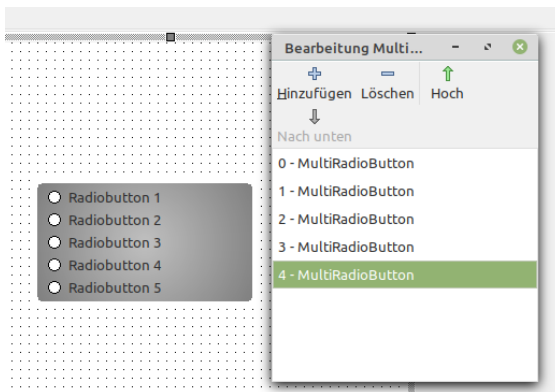 Radiobutton 1
Radiobutton 2
Radiobutton 3
Radiobutton 4
Radiobutton 5
Bearbeitung Multi...
Hinzufügen Löschen Hoch
Nach unten
0 - MultiRadioButton
1 - MultiRadioButton
2 - MultiRadioButton
3 - MultiRadioButton
4 - MultiRadioButton